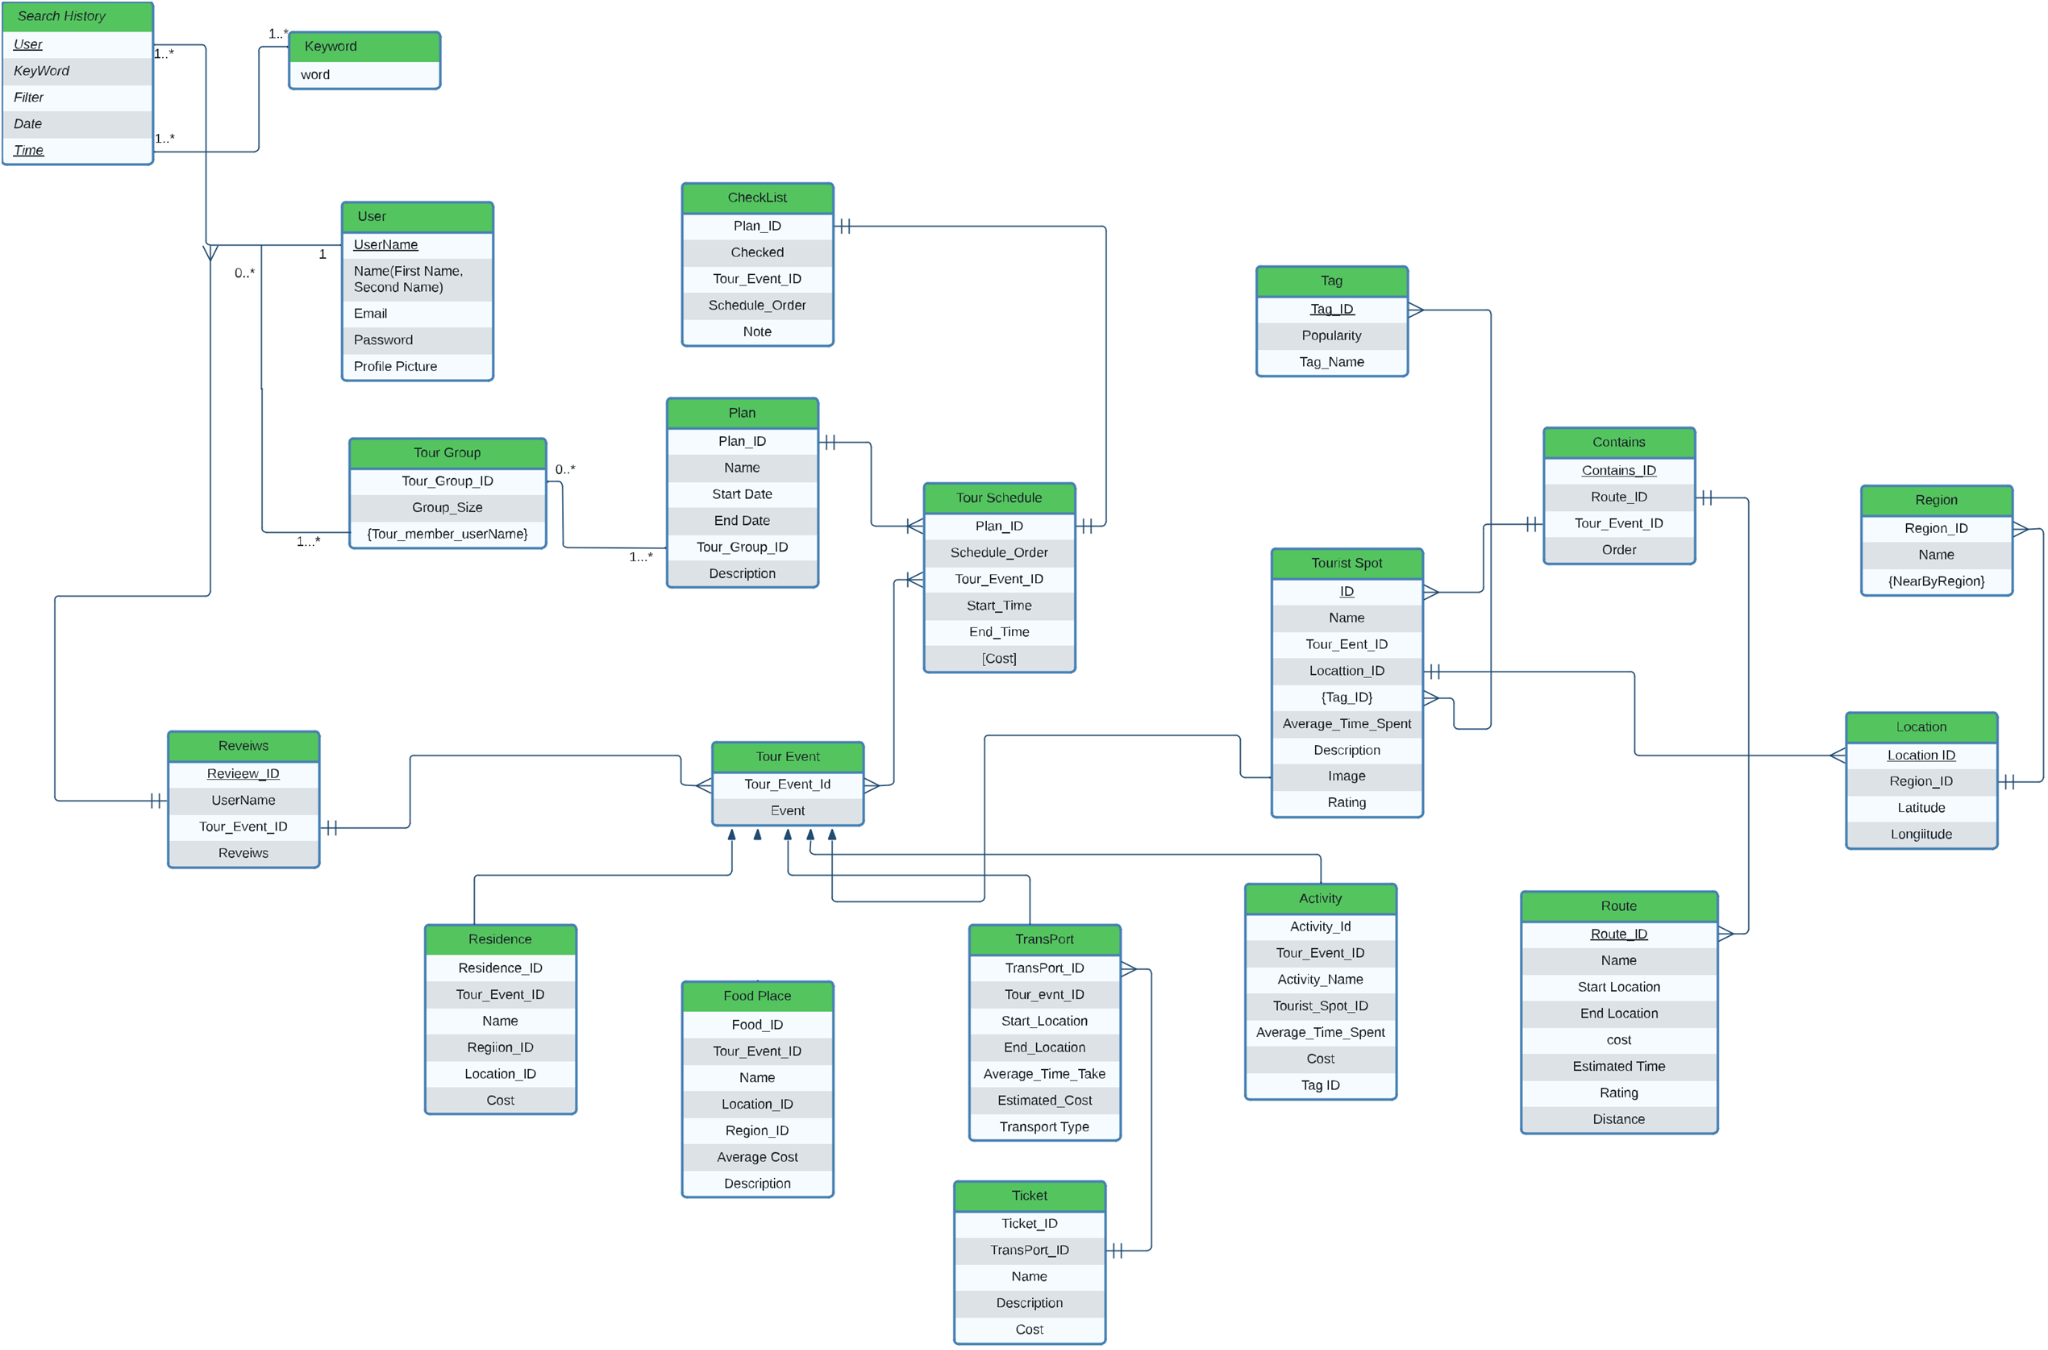 Search History
User
KeyWord
Filter
Date
Time
1..*
1..*
1..*
Keyword
word
User
UserName
Name(First Name,
Second Name)
Email
Password
Profile Picture
1
0..*
1...*
Tour Group
Tour_Group_ID
Group_Size
{Tour_member_userName}
0..*
1...*
CheckList
Plan_ID
Checked
Tour_Event_ID
Schedule_Order
Note
Plan
Plan_ID
Name
Start Date
End Date
Tour_Group_ID
Description
Tour Schedule
Plan_ID
Schedule_Order
Tour_Event_ID
Start_Time
End_Time
[Cost]
Tag
Tag_ID
Popularity
Tag_Name
Contains
Contains_ID
Route_ID
Tour_Event_ID
Order
Region
Region_ID
Name
{NearByRegion}
Tourist Spot
ID
Name
Tour_Eent_ID
Locattion_ID
{Tag_ID}
Average_Time_Spent
Description
Image
Rating
Location
Location ID
Region_ID
Latitude
Longiitude
Reveiws
Revieew_ID
UserName
Tour_Event_ID
Reveiws
Tour Event
Tour_Event_Id
Event
Residence
Residence_ID
Tour_Event_ID
Name
Regiion_ID
Location_ID
Cost
Food Place
Food_ID
Tour_Event_ID
Name
Location_ID
Region_ID
Average Cost
Description
TransPort
TransPort_ID
Tour_evnt_ID
Start_Location
End_Location
Average_Time_Take
Estimated_Cost
Transport Type
Activity
Activity_Id
Tour_Event_ID
Activity_Name
Tourist_Spot_ID
Average_Time_Spent
Cost
Tag ID
Route
Route_ID
Name
Start Location
End Location
cost
Estimated Time
Rating
Distance
Ticket
Ticket_ID
TransPort_ID
Name
Description
Cost